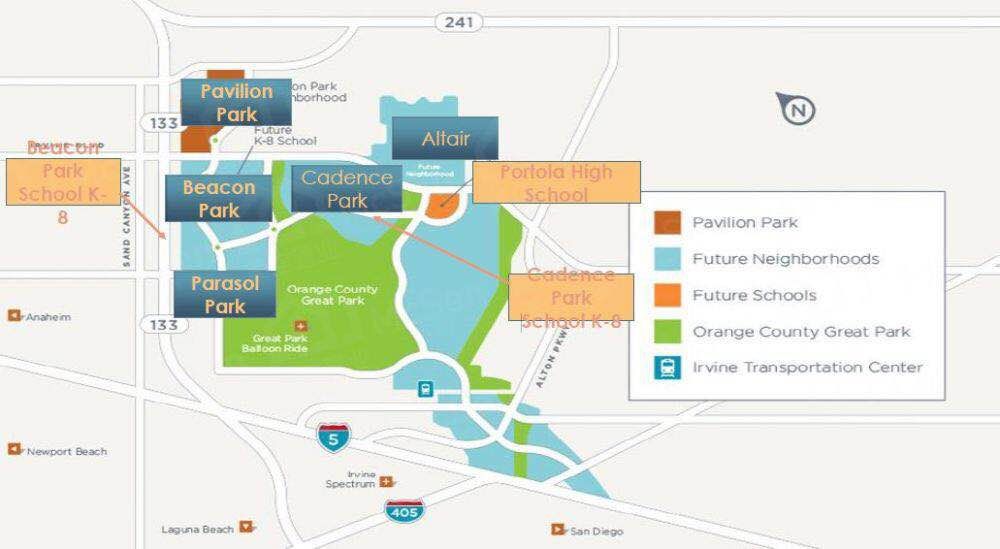 241
Pavilion
Park
on Park
nborhood
133
Future
K-8 School
Altair
Future
Neighborhood
Beacon
Park
School K-
8
SAND CANYON AVE
Beacon
Park
Cadence
Park
Portola High
School
N
Pavilion Park
Future Neighborhoods
Future Schools
Orange County Great Park
Irvine Transportation Center
Parasol
Park
Orange County
Great Park
Cadence
Park
School K-8
Anaheim
133
Great Park
Balloon Ride
ALTON PKWY
5
Newport Beach
Irvine
Spectrum
405
Laguna Beach
San Diego